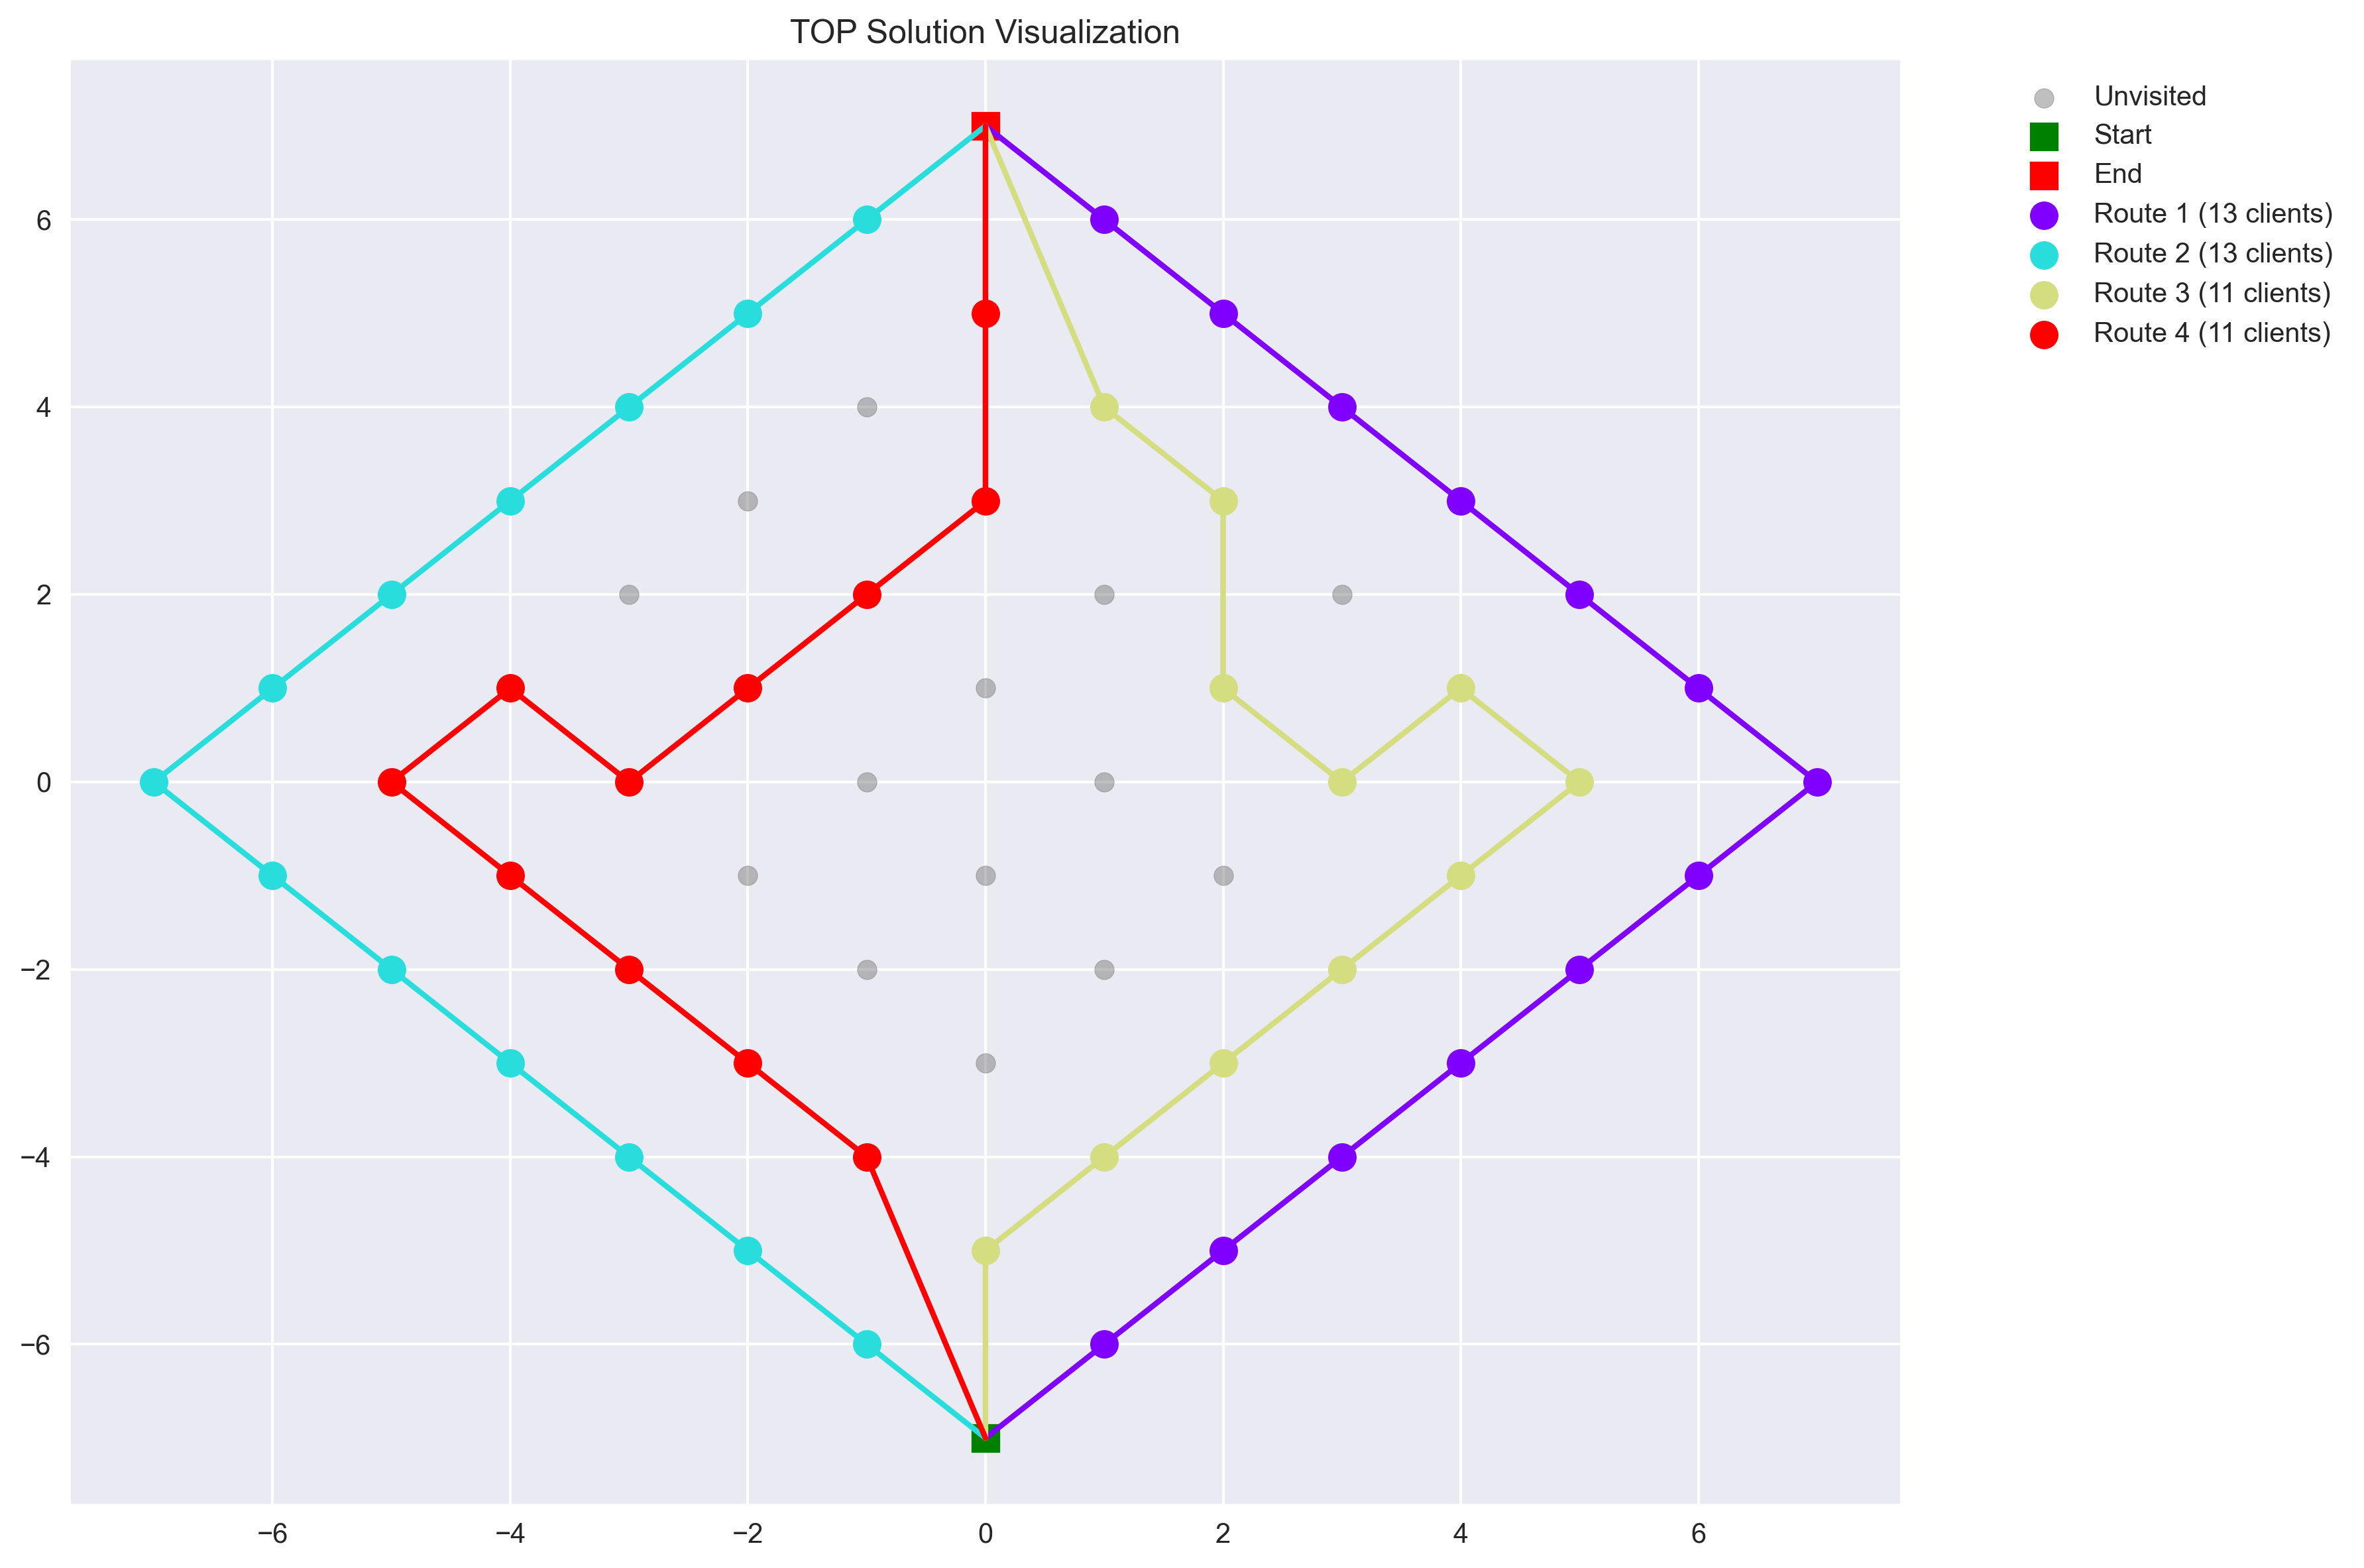 TOP Solution Visualization
Unvisited
Start
End
Route 1 (13 clients)
Route 2 (13 clients)
Route 3 (11 clients)
Route 4 (11 clients)
6
4
2
0
−2
−4
−6
−6 −4 −2 0 2 4 6